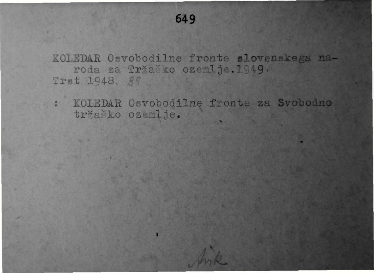 649
KOLEDAR Osvobodilne fronte slovenskega na-
roda za Tržaško ozemlje.1949
Trst 1948.
: KOLEDAR Osvobodilne fronte za Svobodno
tržaško ozemlje.